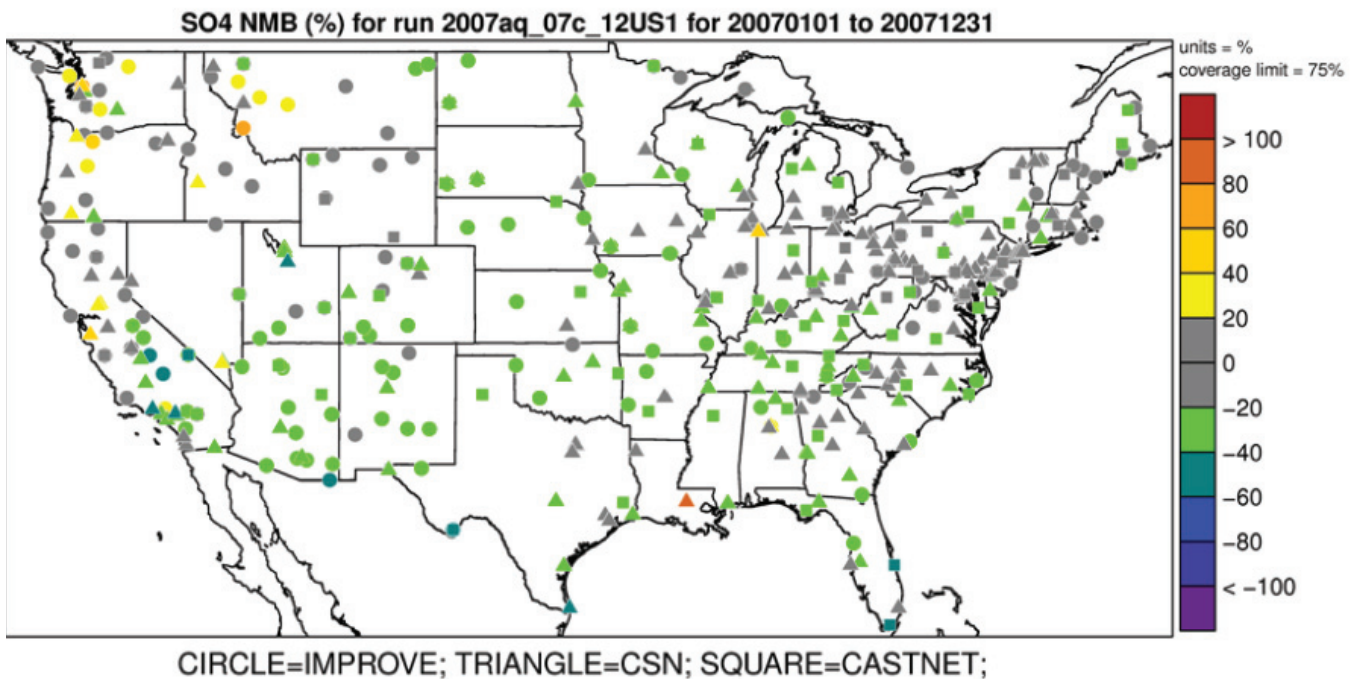 SO4 NMB (%) for run 2007aq_07c_12US1 for 20070101 to 20071231
units = %
coverage limit = 75%
> 100
80
60
40
20
0
−20
−40
−60
−80
< −100
CIRCLE=IMPROVE; TRIANGLE=CSN; SQUARE=CASTNET;